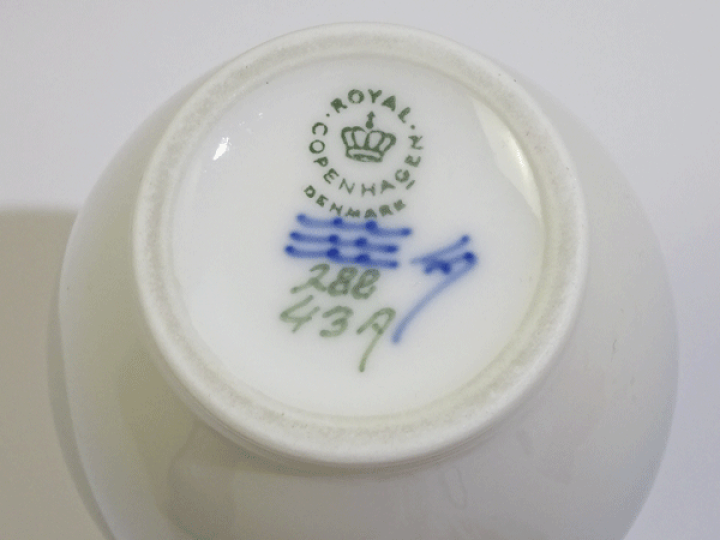 ROYAL
COPENHAGEN
DENMARK
288
43A